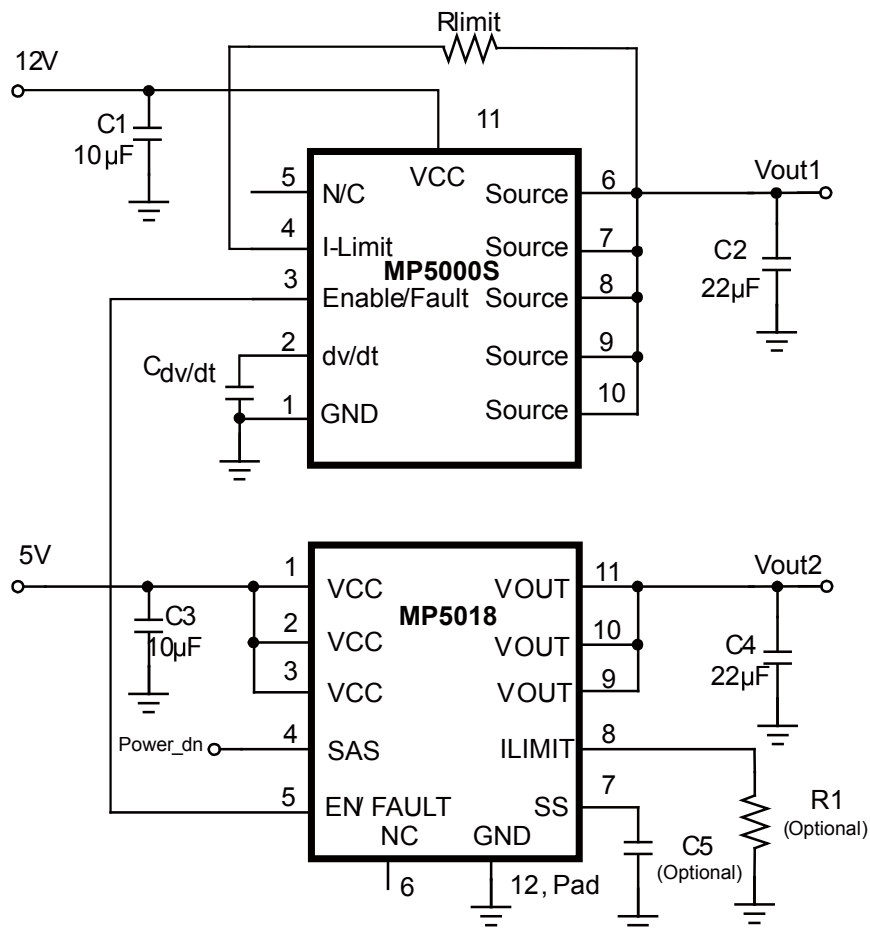 Rlimit
12V
C1
10µF
11
VCC
5
N/C
Source
6
Vout1
4
I-Limit
Source
7
C2
22µF
MP5000S
3
Enable/Fault
Source
8
2
dv/dt
Source
9
Cdv/dt
1
GND
Source
10
5V
1
VCC
VOUT
11
Vout2
MP5018
C3
10µF
2
VCC
VOUT
10
C4
22µF
3
VCC
VOUT
9
Power_dn
4
SAS
ILIMIT
8
5
EN/ FAULT
SS
7
R1
(Optional)
NC
GND
C5
(Optional)
6
12, Pad